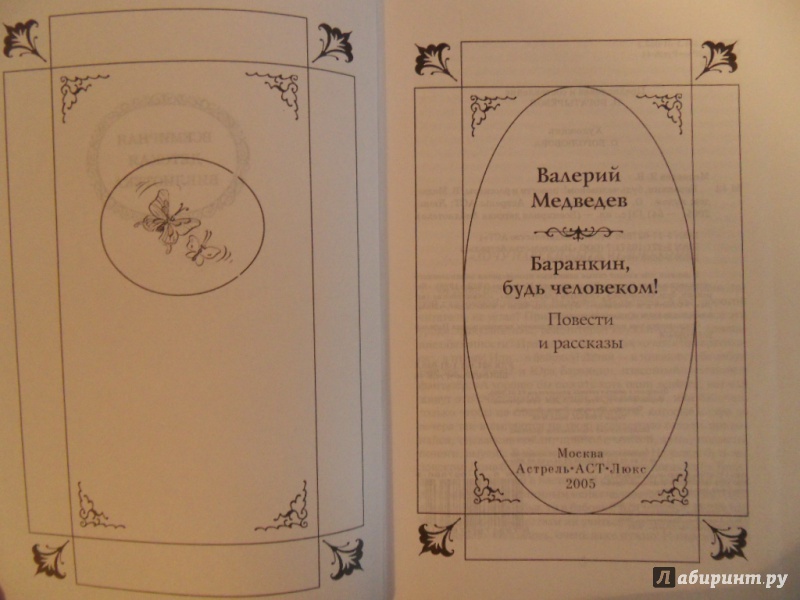 Валерий
Медведев
Баранкин,
будь человеком!
Повести
и рассказы
Москва
Астрель•АСТ•Люкс
2005
Лабиринт.ру